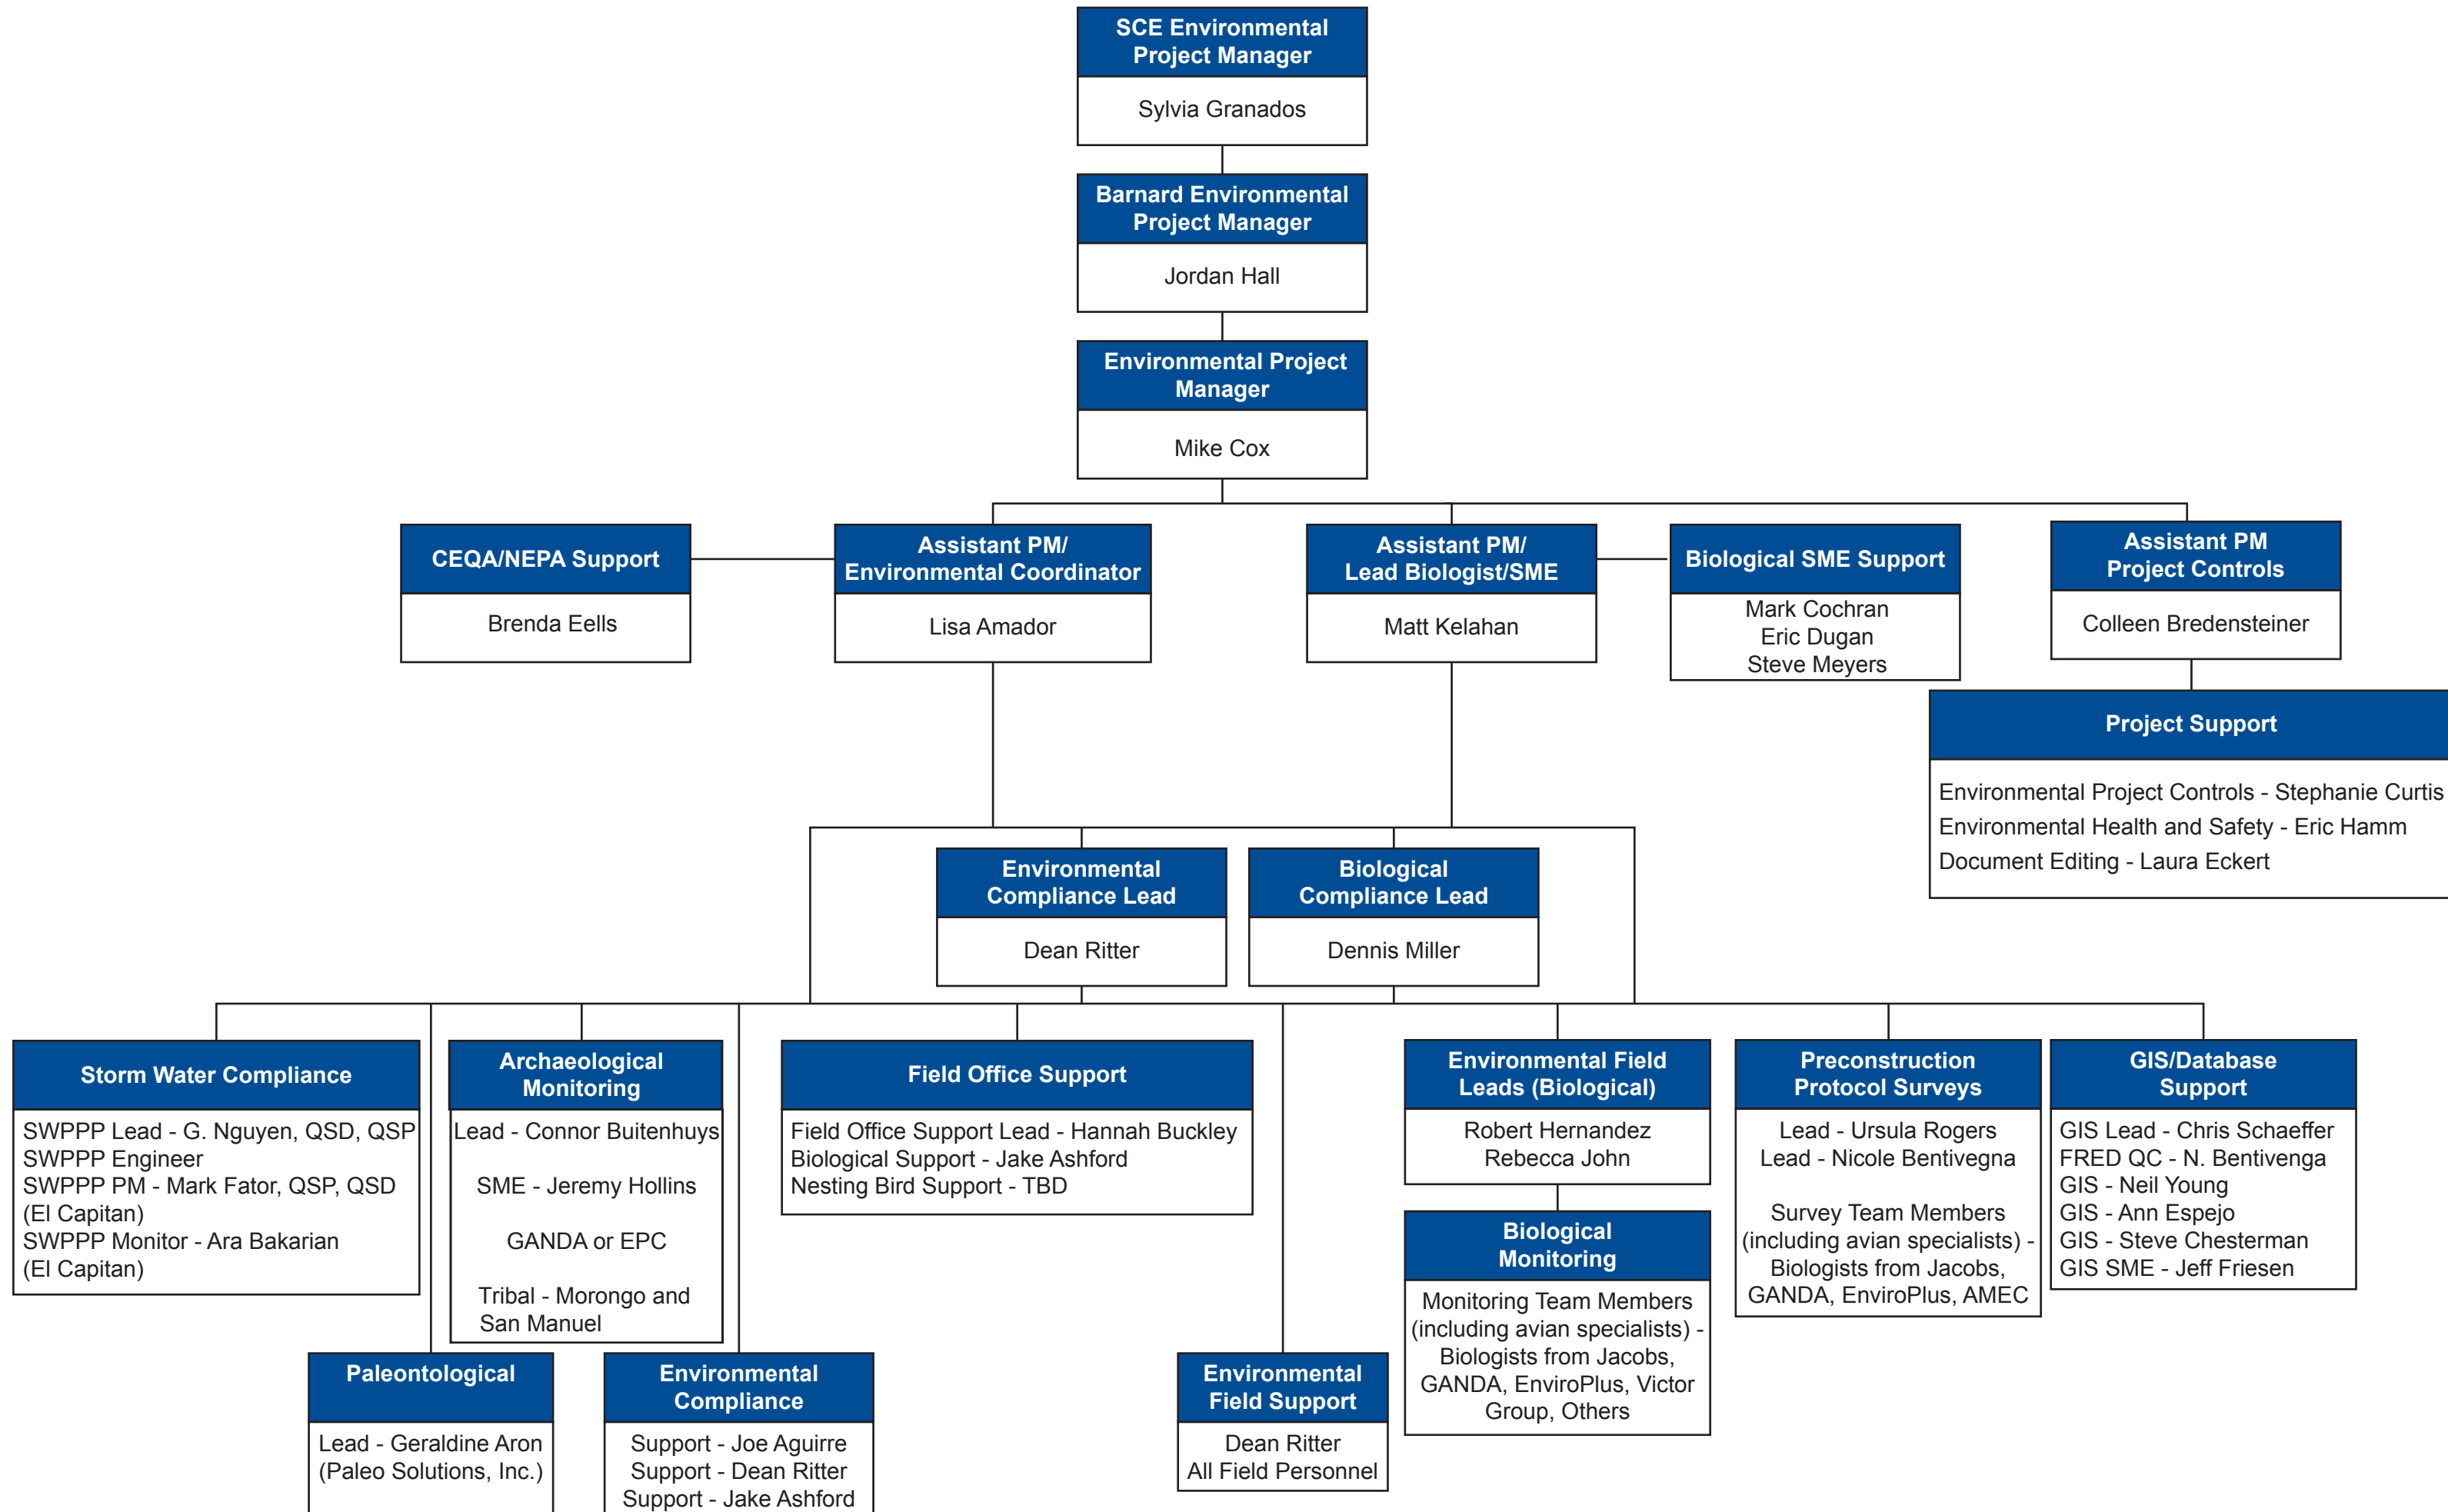 SCE Environmental
Project Manager
Sylvia Granados
Barnard Environmental
Project Manager
Jordan Hall
Environmental Project
Manager
Mike Cox
CEQA/NEPA Support
Brenda Eells
Assistant PM/
Environmental Coordinator
Lisa Amador
Assistant PM/
Lead Biologist/SME
Matt Kelahan
Biological SME Support
Mark Cochran
Eric Dugan
Steve Meyers
Assistant PM
Project Controls
Colleen Bredensteiner
Project Support
Environmental Project Controls - Stephanie Curtis
Environmental Health and Safety - Eric Hamm
Document Editing - Laura Eckert
Environmental
Compliance Lead
Dean Ritter
Biological
Compliance Lead
Dennis Miller
Storm Water Compliance
SWPPP Lead - G. Nguyen, QSD, QSP
SWPPP Engineer
SWPPP PM - Mark Fator, QSP, QSD
(El Capitan)
SWPPP Monitor - Ara Bakarian
(El Capitan)
Archaeological
Monitoring
Lead - Connor Buitenhuys
SME - Jeremy Hollins
GANDA or EPC
Tribal - Morongo and
San Manuel
Field Office Support
Field Office Support Lead - Hannah Buckley
Biological Support - Jake Ashford
Nesting Bird Support - TBD
Environmental Field
Leads (Biological)
Robert Hernandez
Rebecca John
Biological
Monitoring
Monitoring Team Members
(including avian specialists) -
Biologists from Jacobs,
GANDA, EnviroPlus, Victor
Group, Others
Preconstruction
Protocol Surveys
Lead - Ursula Rogers
Lead - Nicole Bentivegna
Survey Team Members
(including avian specialists) -
Biologists from Jacobs,
GANDA, EnviroPlus, AMEC
GIS/Database
Support
GIS Lead - Chris Schaeffer
FRED QC - N. Bentivenga
GIS - Neil Young
GIS - Ann Espejo
GIS - Steve Chesterman
GIS SME - Jeff Friesen
Paleontological
Lead - Geraldine Aron
(Paleo Solutions, Inc.)
Environmental
Compliance
Support - Joe Aguirre
Support - Dean Ritter
Support - Jake Ashford
Environmental
Field Support
Dean Ritter
All Field Personnel